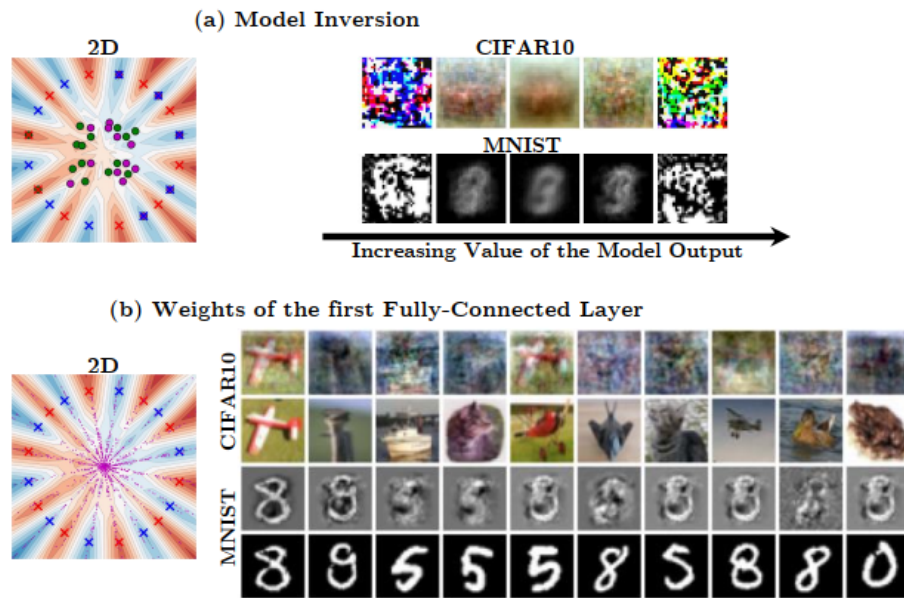 (a) Model Inversion
2D
CIFAR10
MNIST
Increasing Value of the Model Output
(b) Weights of the first Fully-Connected Layer
2D
CIFAR10
MNIST